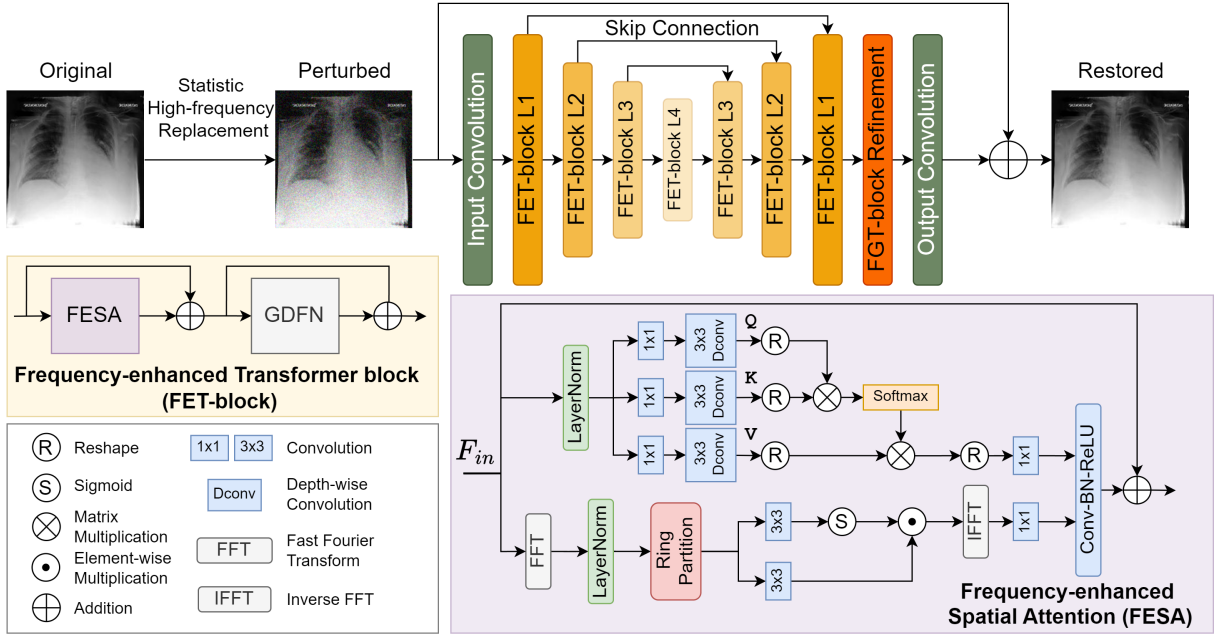 Original
Statistic
High-frequency
Replacement
Perturbed
Input Convolution
FET-block L1
FET-block L2
FET-block L3
FET-block L4
FET-block L3
FET-block L2
FET-block L1
FGT-block Refinement
Output Convolution
Skip Connection
Restored
FESA
GDFN
Frequency-enhanced Transformer block
(FET-block)
R
Reshape
S
Sigmoid
Matrix
Multiplication
Element-wise
Multiplication
Addition
1x1
3x3
Convolution
Dconv
Depth-wise
Convolution
FFT
Fast Fourier
Transform
IFFT
Inverse FFT
F_in
LayerNorm
1x1
3x3
Dconv
Q
R
1x1
3x3
Dconv
K
R
Softmax
1x1
3x3
Dconv
V
R
R
1x1
FFT
LayerNorm
Ring
Partition
3x3
S
3x3
IFFT
1x1
Conv-BN-ReLU
Frequency-enhanced
Spatial Attention (FESA)